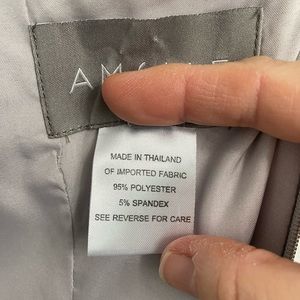 MADE IN THAILAND
OF IMPORTED FABRIC
95% POLYESTER
5% SPANDEX
SEE REVERSE FOR CARE